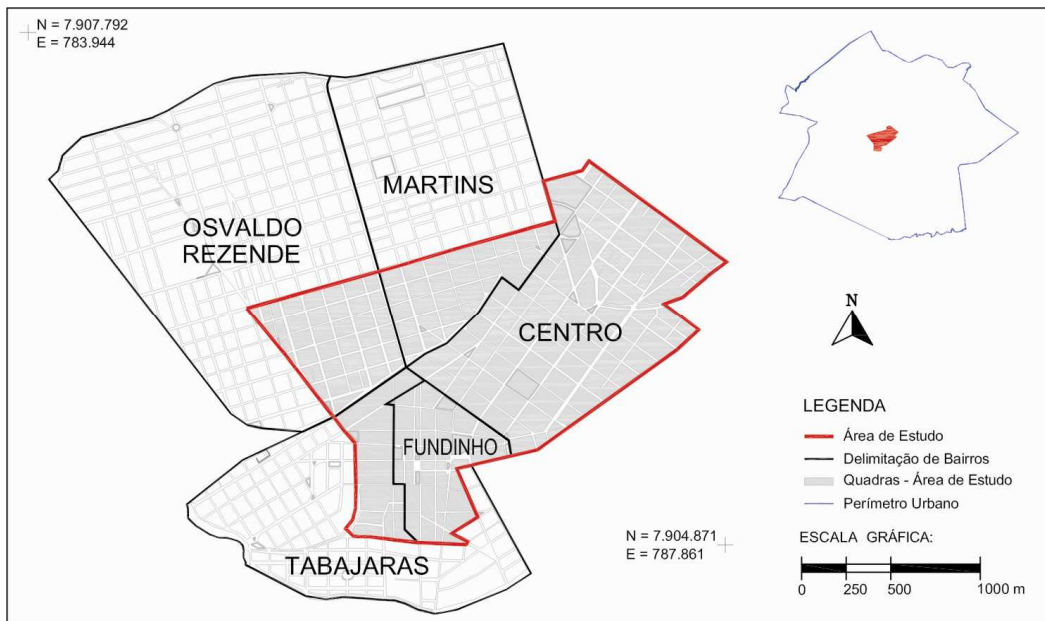 N = 7.907.792
E = 783.944
MARTINS
OSVALDO
REZENDE
CENTRO
FUNDINHO
TABAJARAS
N = 7.904.871
E = 787.861
N
LEGENDA
Área de Estudo
Delimitação de Bairros
Quadras - Área de Estudo
Perímetro Urbano
ESCALA GRÁFICA:
0 250 500 1000 m